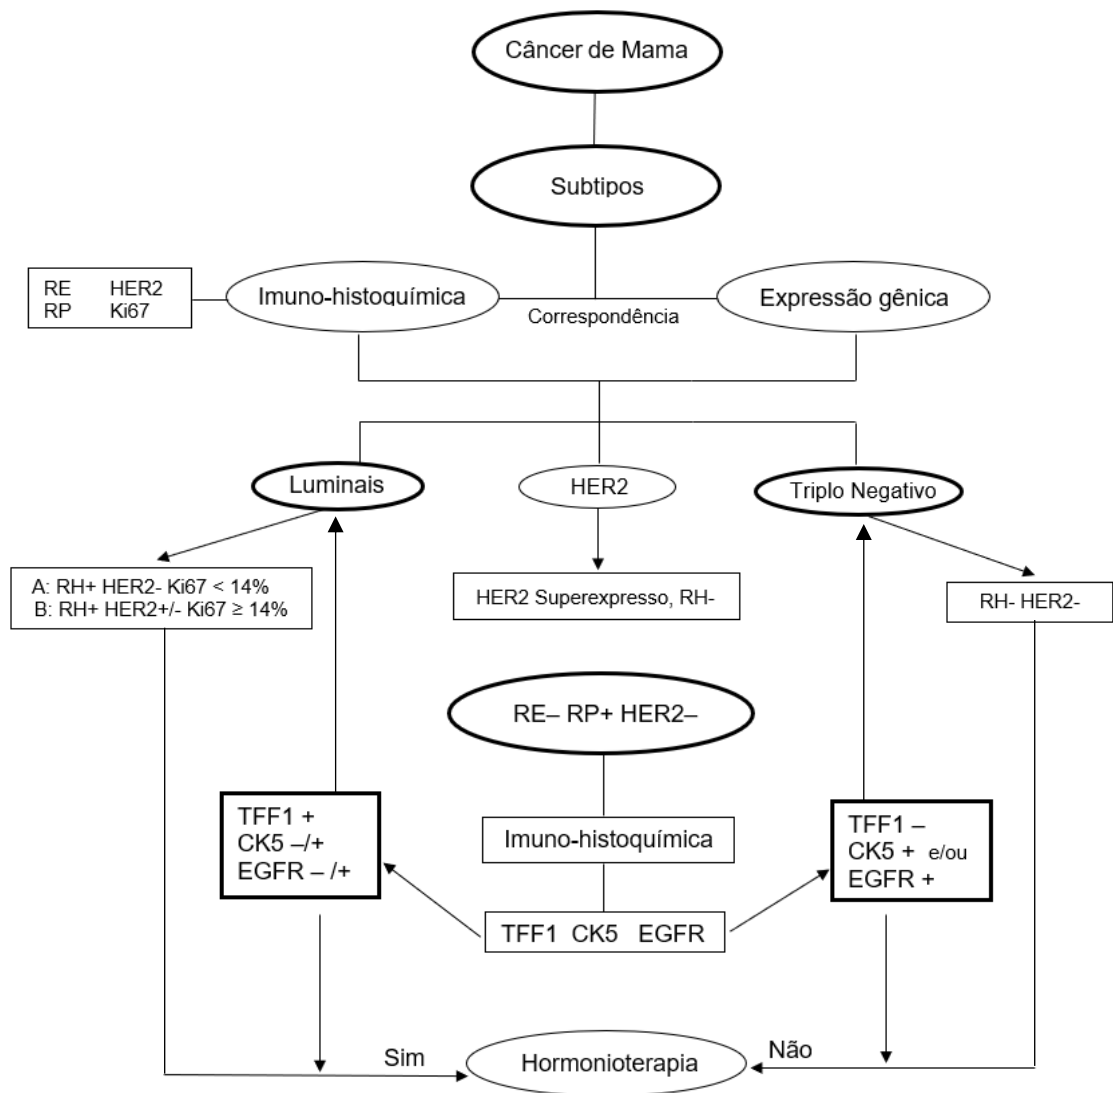 Câncer de Mama
Subtipos
RE HER2
RP Ki67
Imuno-histoquímica
Correspondência
Expressão gênica
Luminais
HER2
Triplo Negativo
A: RH+ HER2- Ki67 < 14%
B: RH+ HER2+/- Ki67 ≥ 14%
HER2 Superexpresso, RH-
RH- HER2-
RE– RP+ HER2–
TFF1 +
CK5 –/+
EGFR – /+
Imuno-histoquímica
TFF1 CK5 EGFR
TFF1 –
CK5 + e/ou
EGFR +
Sim
Hormonioterapia
Não